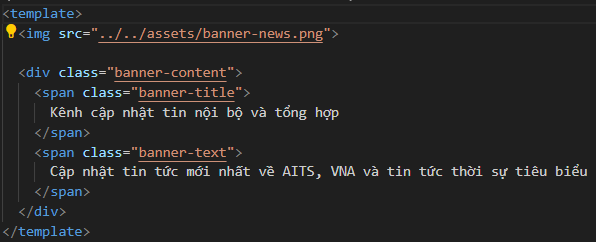 <template>
<img src="../../assets/banner-news.png">
<div class="banner-content">
<span class="banner-title">
Kênh cập nhật tin nội bộ và tổng hợp
</span>
<span class="banner-text">
Cập nhật tin tức mới nhất về AITS, VNA và tin tức thời sự tiêu biểu
</span>
</div>
</template>